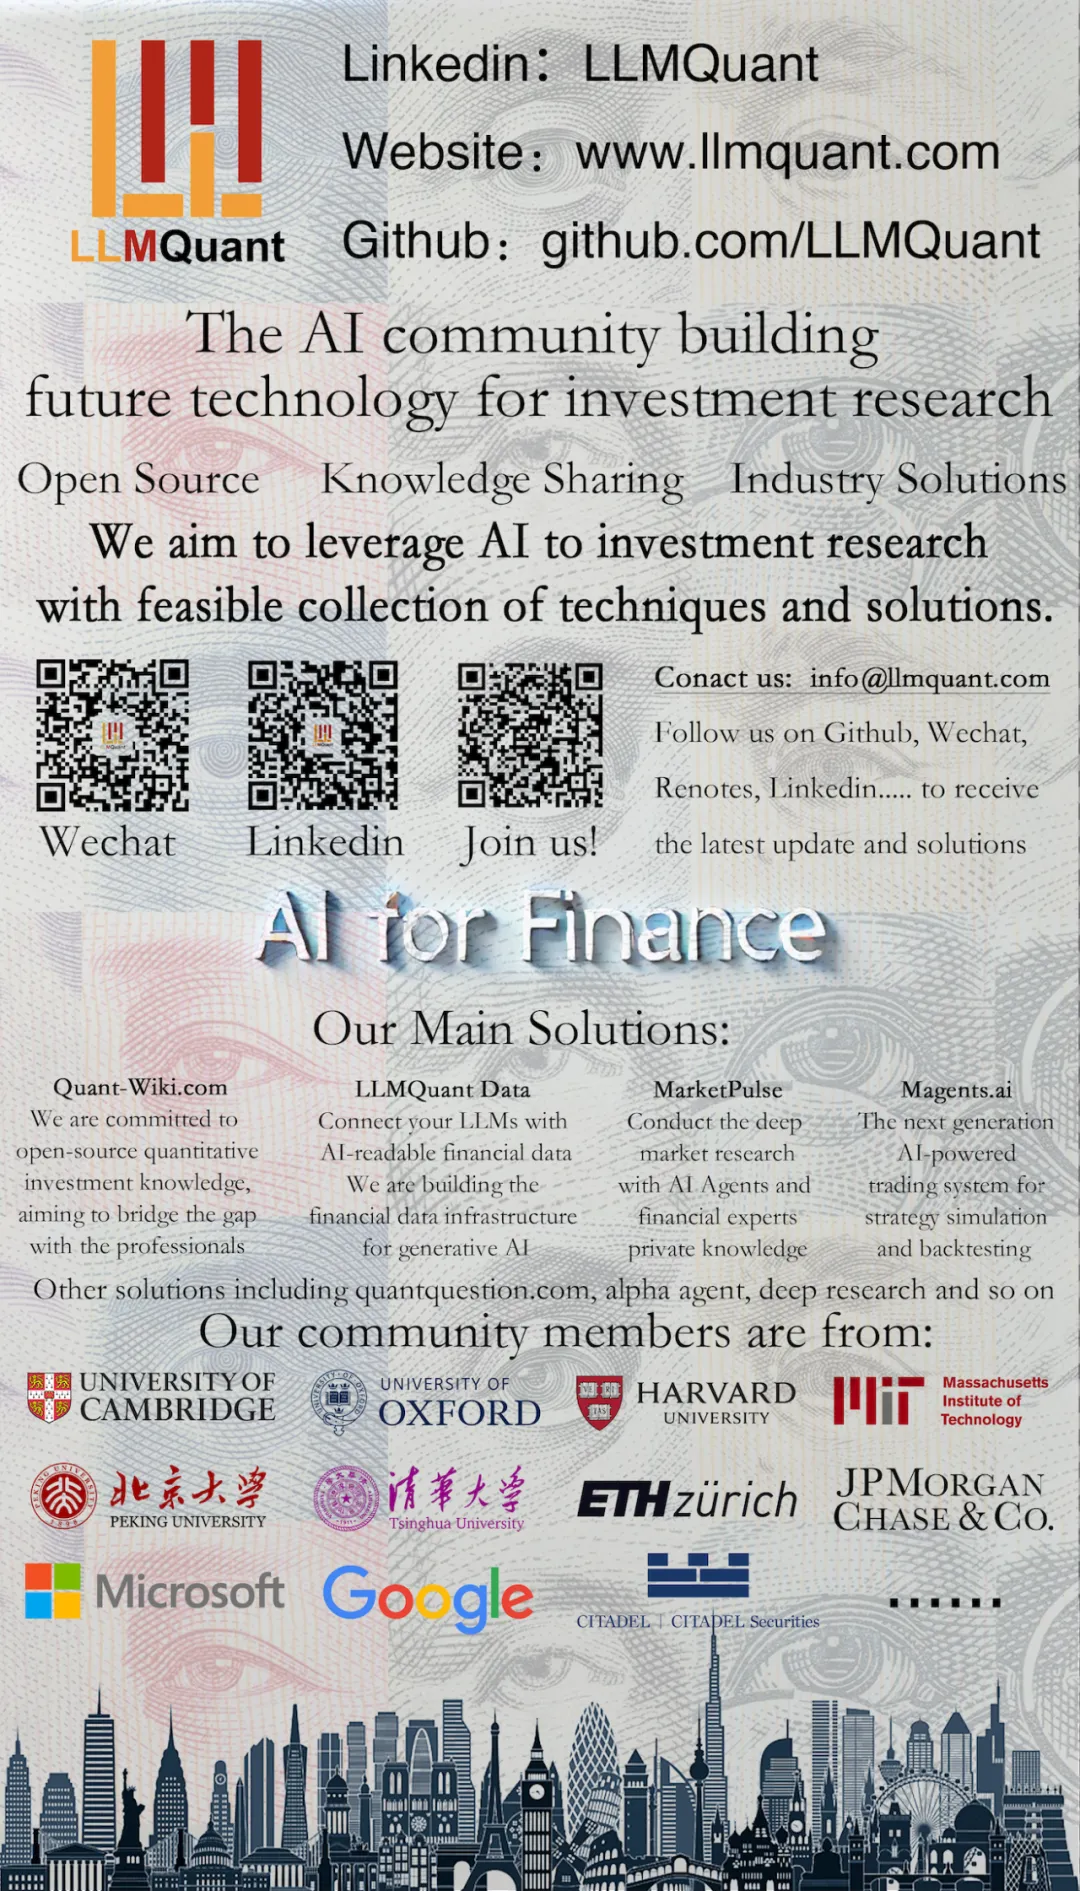 LLMQuant
Linkedin：LLMQuant
Website：www.llmquant.com
Github：github.com/LLMQuant
The AI community building
future technology for investment research
Open Source Knowledge Sharing Industry Solutions
We aim to leverage AI to investment research
with feasible collection of techniques and solutions.
Wechat
Linkedin
Join us!
Conact us: info@llmquant.com
Follow us on Github, Wechat,
Renotes, Linkedin..... to receive
the latest update and solutions
AI for Finance
Our Main Solutions:
Quant-Wiki.com
We are committed to
open-source quantitative
investment knowledge,
aiming to bridge the gap
with the professionals
LLMQuant Data
Connect your LLMs with
AI-readable financial data
We are building the
financial data infrastructure
for generative AI
MarketPulse
Conduct the deep
market research
with AI Agents and
financial experts
private knowledge
Magents.ai
The next generation
AI-powered
trading system for
strategy simulation
and backtesting
Other solutions including quantquestion.com, alpha agent, deep research and so on
Our community members are from:
UNIVERSITY OF
CAMBRIDGE
UNIVERSITY OF
OXFORD
HARVARD
UNIVERSITY
MIT
Massachusetts
Institute of
Technology
北京大学
PEKING UNIVERSITY
清華大学
Tsinghua University
ETH zürich
JPMORGAN
CHASE & CO.
Microsoft
Google
CITADEL | CITADEL Securities
......